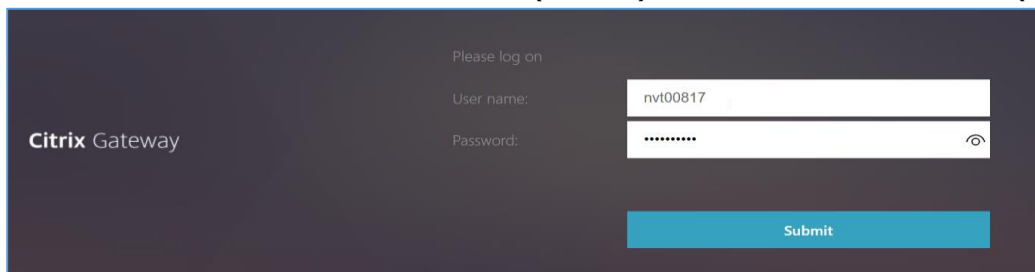 Please log on
User name: nvt00817
Citrix Gateway
Password: ••••••••••
Submit